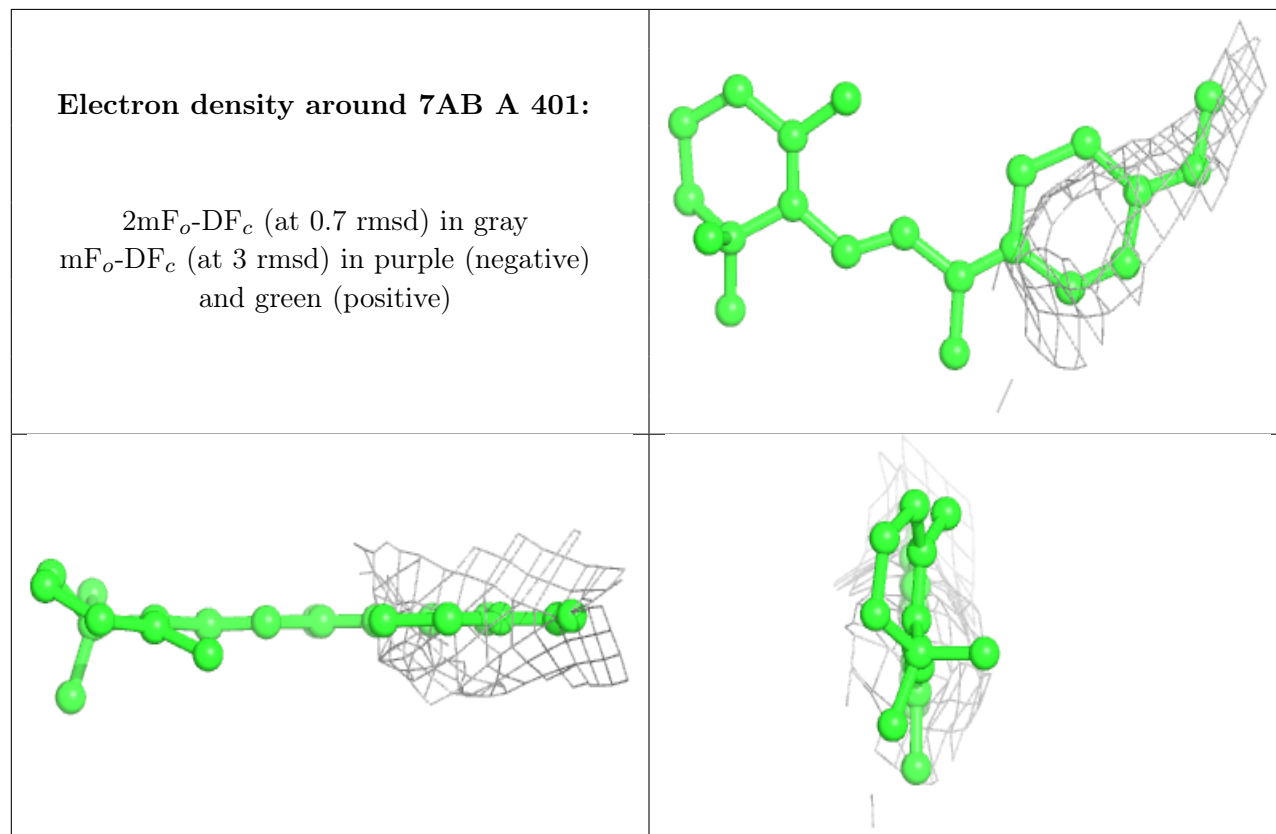 Electron density around 7AB A 401:
2mFo-DFc (at 0.7 rmsd) in gray
mFo-DFc (at 3 rmsd) in purple (negative)
and green (positive)